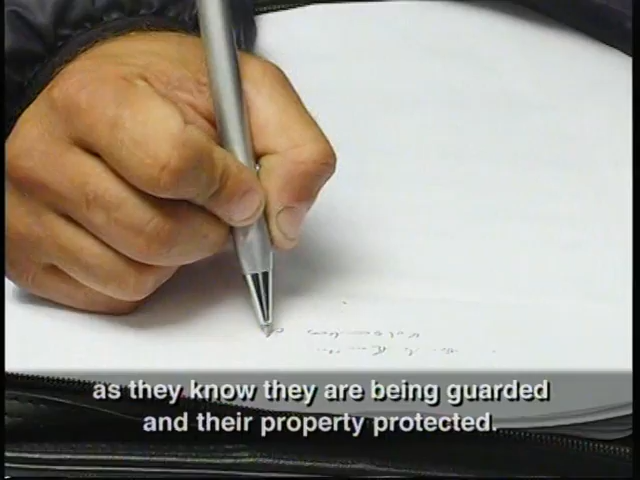 as they know they are being guarded
and their property protected.